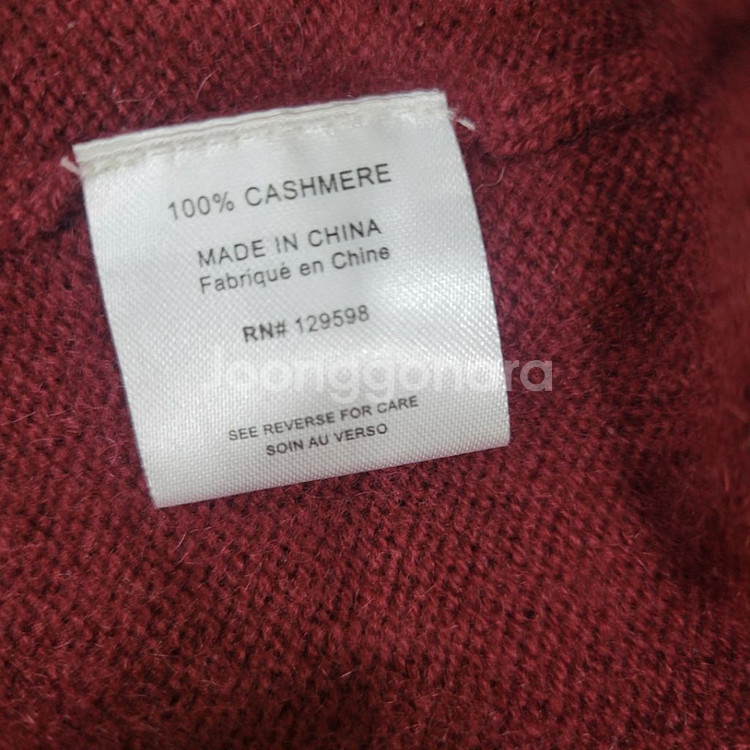 100% CASHMERE
MADE IN CHINA
Fabriqué en Chine
RN# 129598
Joonggonara
SEE REVERSE FOR CARE
SOIN AU VERSO